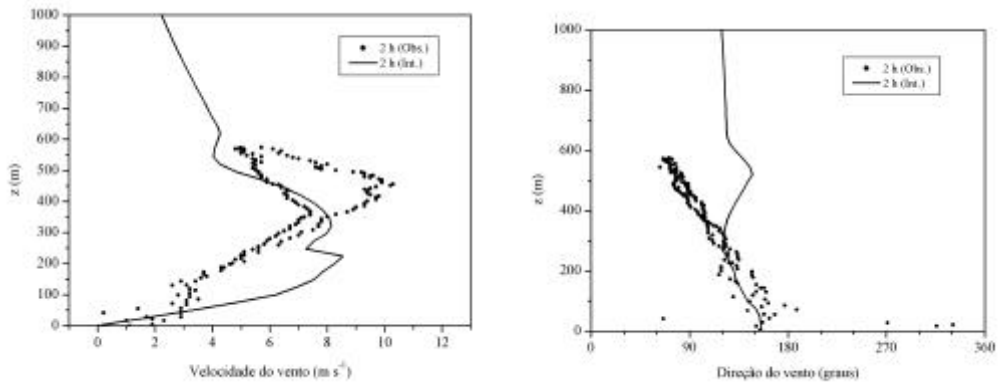 1000
900
800
700
600
500
400
300
200
100
0
z (m)
2 h (Obs.)
2 h (Int.)
0 2 4 6 8 10 12
Velocidade do vento (m s⁻¹)
1000
800
600
400
200
0
z (m)
2 h (Obs.)
2 h (Int.)
0 90 180 270 360
Direção do vento (graus)